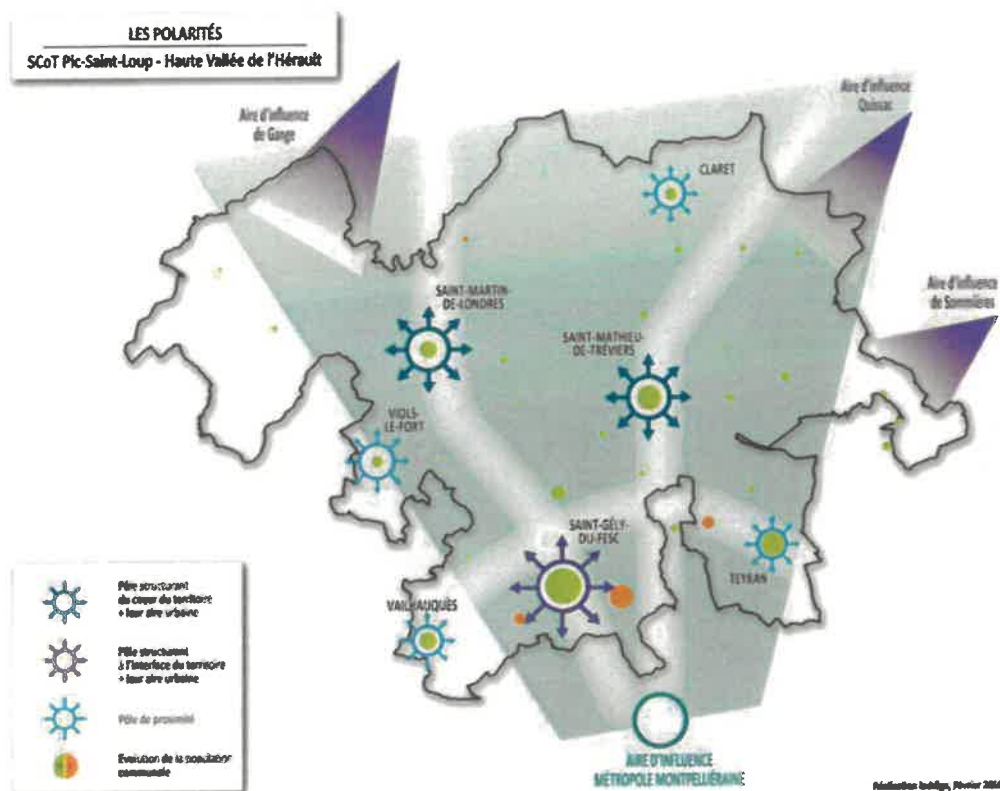 LES POLARITÉS
SCoT Pic-Saint-Loup - Haute Vallée de l'Hérault
Aire d'influence
de Gange
Aire d'influence
Quissac
CLARET
Aire d'influence
de Sommières
SAINT-MARTIN-
DE-LONDRES
SAINT-MATHIEU-
DE-TRÉVIERS
VIOLS-
LE-FORT
SAINT-GÉLY-
DU-FESC
TEYRAN
VAILHAUQUÈS
Pôle structurant
du coeur du territoire
+ leur aire urbaine
Pôle structurant
à l'interface du territoire
+ leur aire urbaine
Pôle de proximité
Evolution de la population
communale
AIRE D'INFLUENCE
MÉTROPOLE MONTPELLIÉRAINE
Réalisation Février